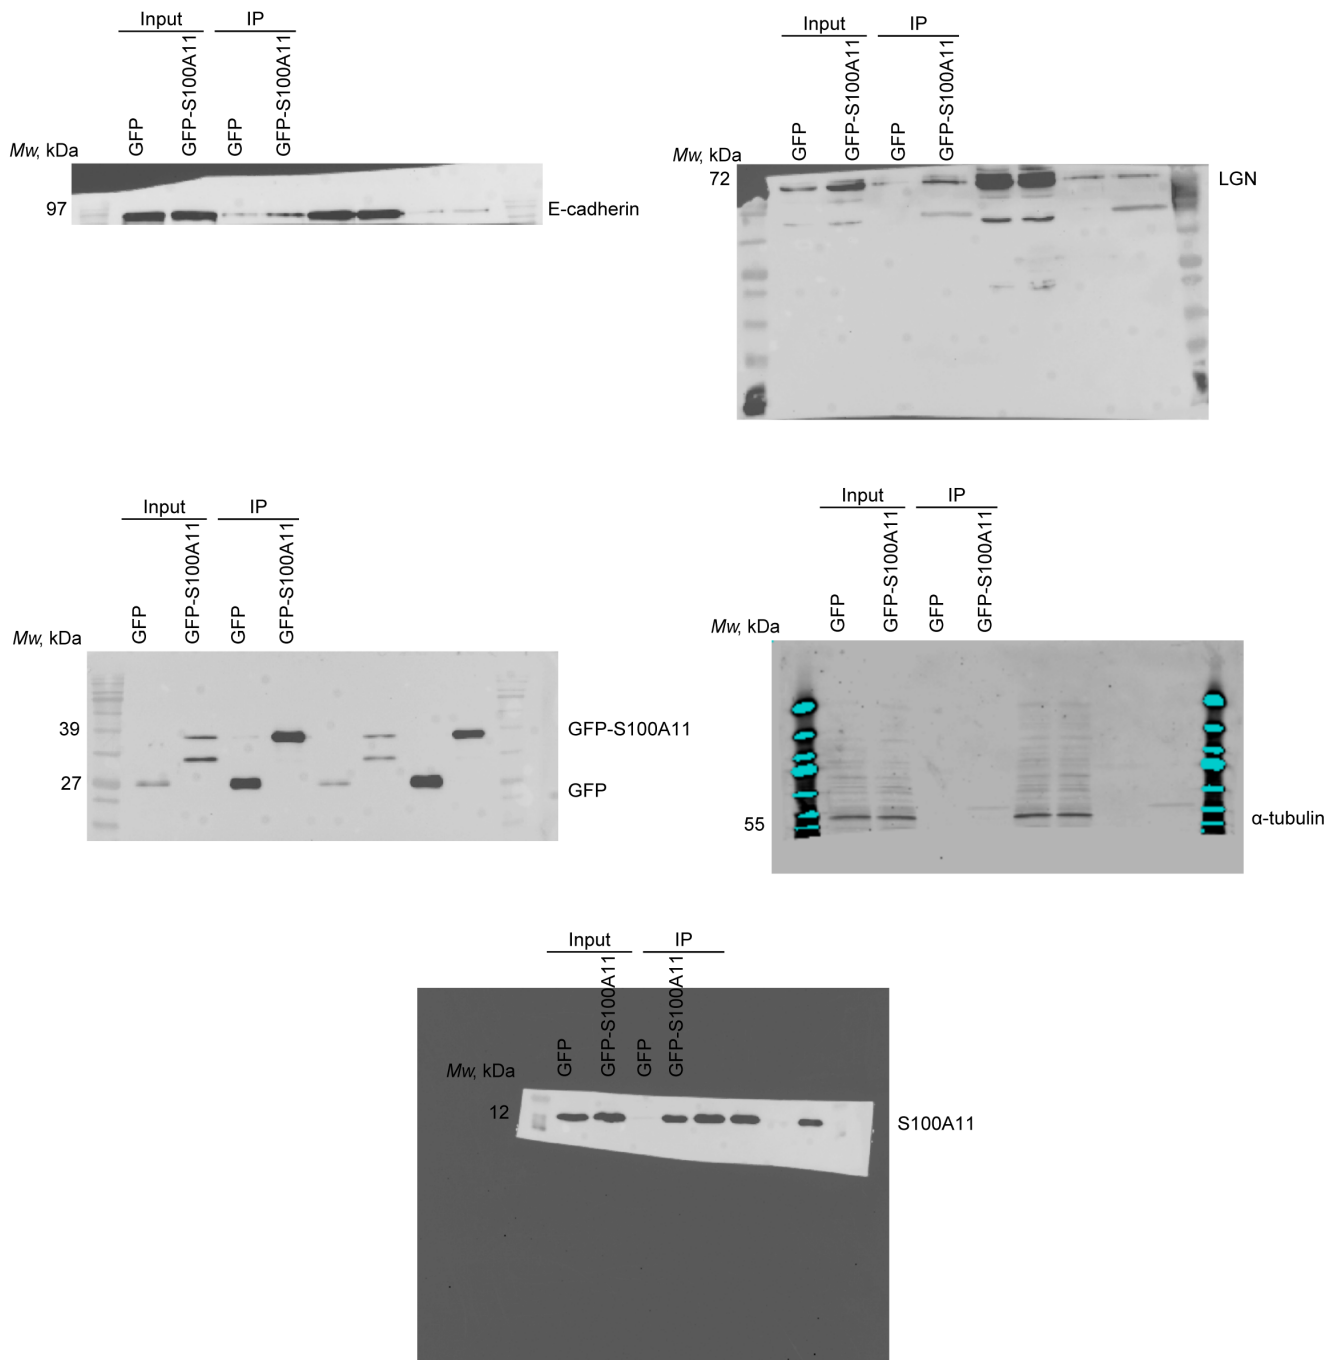 Input IP
GFP
GFP-S100A11
GFP
GFP-S100A11
Mw, kDa
97
E-cadherin
Input IP
GFP
GFP-S100A11
GFP
GFP-S100A11
Mw, kDa
72
LGN
Input IP
GFP
GFP-S100A11
GFP
GFP-S100A11
Mw, kDa
39
GFP-S100A11
27
GFP
Input IP
GFP
GFP-S100A11
GFP
GFP-S100A11
Mw, kDa
55
α-tubulin
Input IP
GFP
GFP-S100A11
GFP
GFP-S100A11
Mw, kDa
12
S100A11